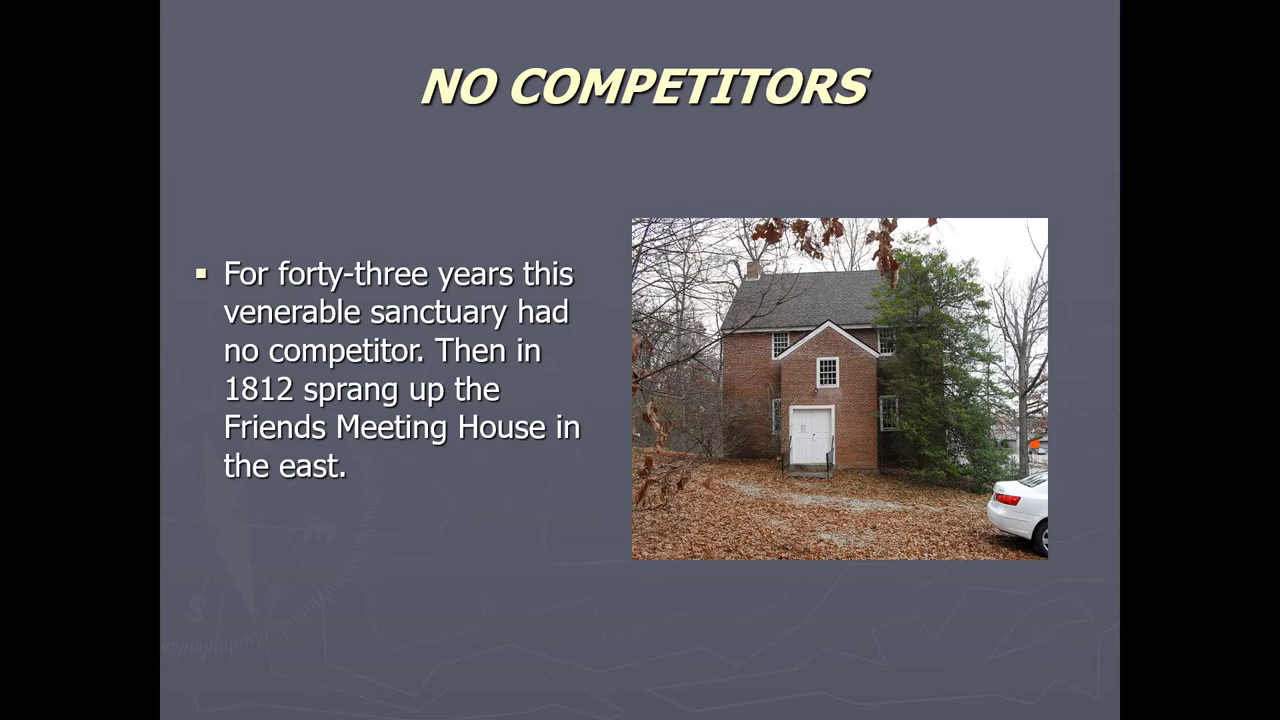 NO COMPETITORS
For forty-three years this
venerable sanctuary had
no competitor. Then in
1812 sprang up the
Friends Meeting House in
the east.